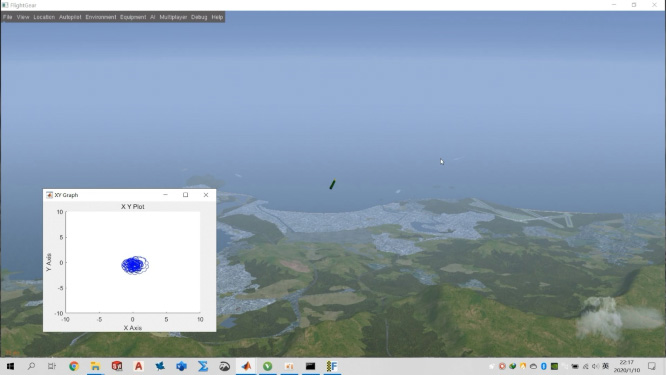 FlightGear
File View Location Autopilot Environment Equipment AI Multiplayer Debug Help
XY Graph
X Y Plot
10
5
0
-5
-10
Y Axis
-10 -5 0 5 10
X Axis
英
22:17
2020/1/10